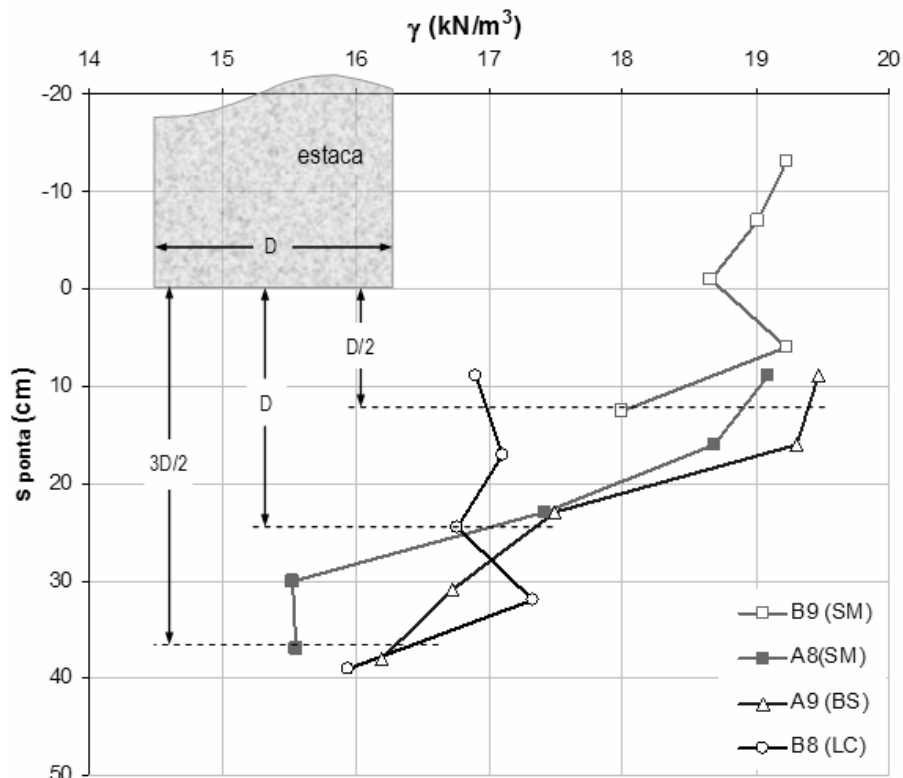 γ (kN/m³)
14 15 16 17 18 19 20
-20
-10
0
10
20
30
40
50
s ponta (cm)
estaca
D
D/2
D
3D/2
B9 (SM)
A8(SM)
A9 (BS)
B8 (LC)